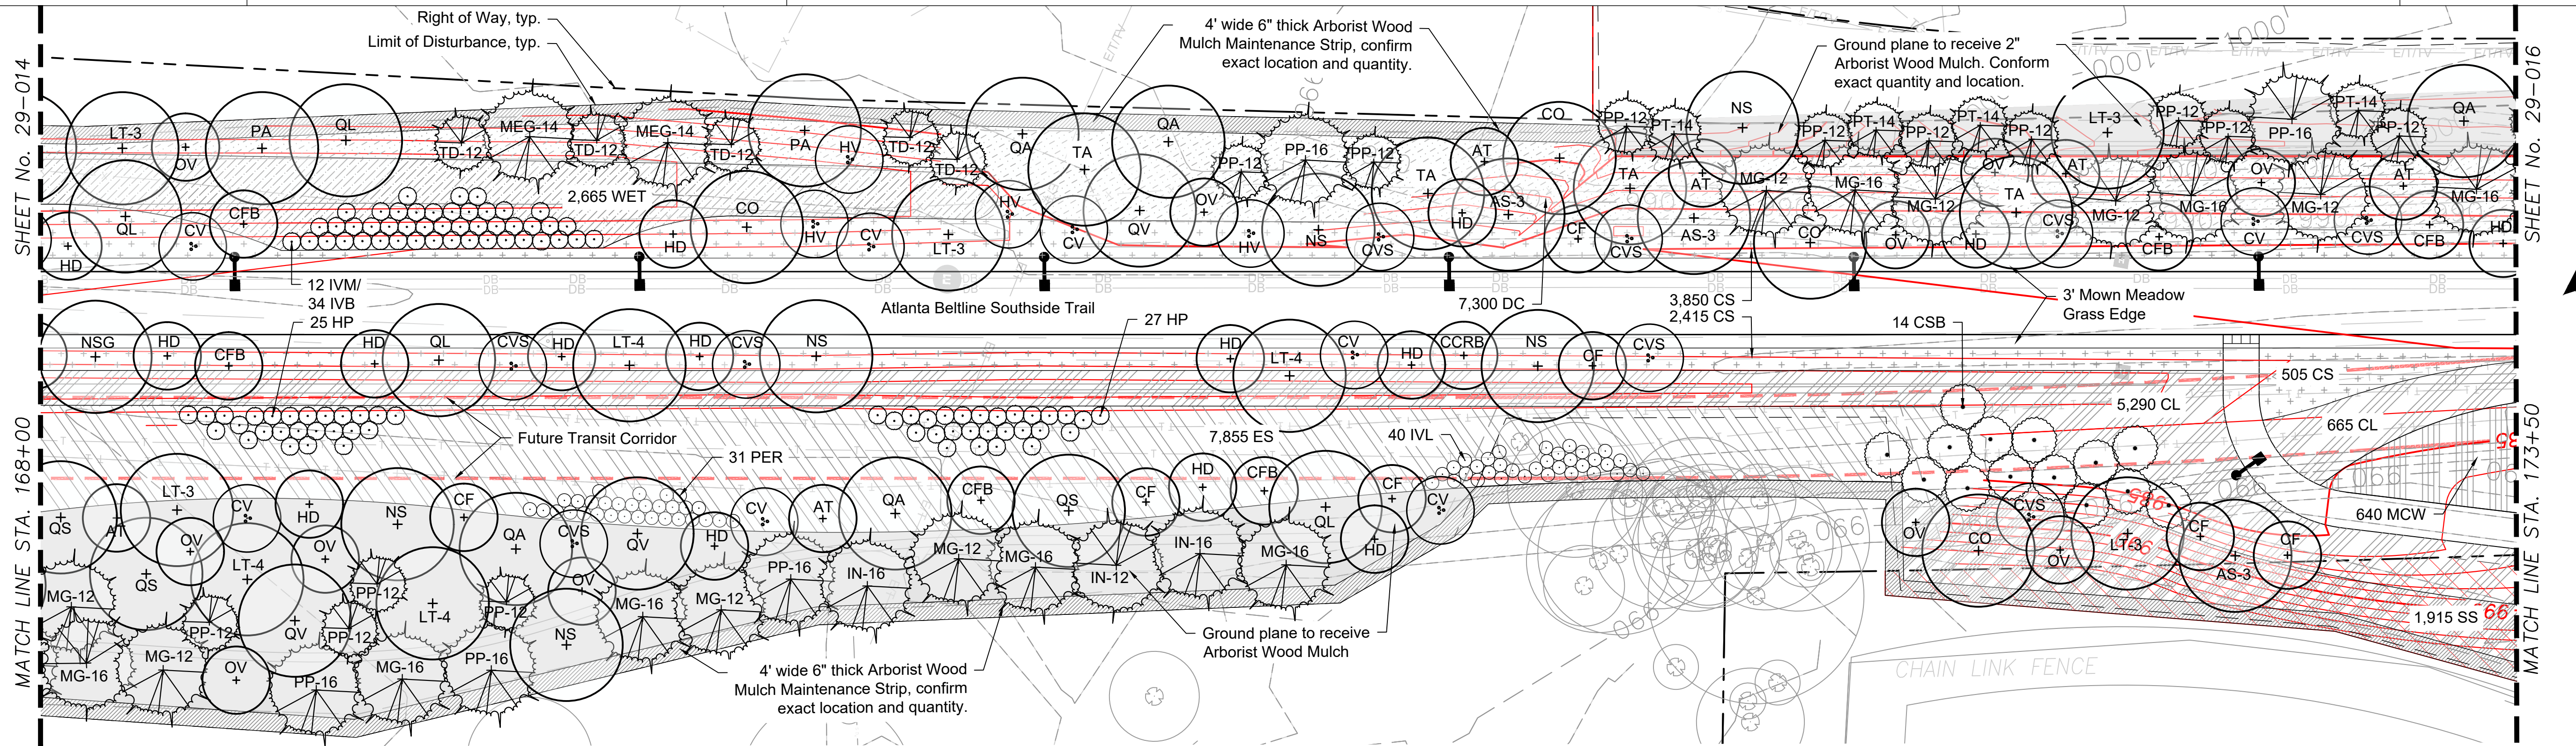 Right of Way, typ.
Limit of Disturbance, typ.
4' wide 6" thick Arborist Wood
Mulch Maintenance Strip, confirm
exact location and quantity.
Ground plane to receive 2"
Arborist Wood Mulch. Conform
exact quantity and location.
E/T/TV
1000
1000
SHEET No. 29-014
SHEET No. 29-016
LT-3
OV
PA
QL
TD-12
MEG-14
TD-12
MEG-14
TD-12
PA
HV
TD-12
TD-12
QA
TA
QA
PP-12
PP-16
PP-12
TA
AT
CO
PP-12
PT-14
NS
PP-12
PT-14
PP-12
PT-14
PP-12
LT-3
PP-12
PP-12
PP-16
PT-14
PP-12
QA
2,665 WET
QL
CV
CFB
HD
HD
CO
HV
CV
LT-3
HV
CV
QV
OV
HV
NS
CVS
HD
AS-3
CF
TA
CVS
AT
AS-3
MG-12
CO
MG-16
OV
MG-12
OV
HD
TA
CVS
AT
MG-12
CFB
MG-16
OV
CV
MG-12
CVS
AT
CFB
MG-16
HD
DB
12 IVM/
34 IVB
25 HP
Atlanta Beltline Southside Trail
27 HP
7,300 DC
3,850 CS
2,415 CS
14 CSB
3' Mown Meadow
Grass Edge
NSG
HD
CFB
HD
QL
CVS
HD
LT-4
HD
CVS
NS
HD
LT-4
CV
HD
CCRB
NS
CF
CVS
505 CS
5,290 CL
665 CL
640 MCW
1,915 SS
Future Transit Corridor
31 PER
7,855 ES
40 IVL
MATCH LINE STA. 168+00
MATCH LINE STA. 173+50
QS
AT
LT-3
OV
CV
HD
OV
NS
CF
QA
CVS
QV
HD
CV
AT
QA
CFB
QS
CF
HD
CFB
QL
CF
HD
CV
MG-12
QS
LT-4
PP-12
QV
PP-12
PP-12
LT-4
PP-12
OV
NS
MG-16
MG-12
PP-16
IN-16
MG-12
MG-16
IN-12
IN-16
MG-16
MG-16
MG-12
OV
PP-16
MG-16
PP-16
OV
CO
CVS
OV
LT-3
CF
AS-3
CF
985
990
990
890
Ground plane to receive
Arborist Wood Mulch
4' wide 6" thick Arborist Wood
Mulch Maintenance Strip, confirm
exact location and quantity.
CHAIN LINK FENCE